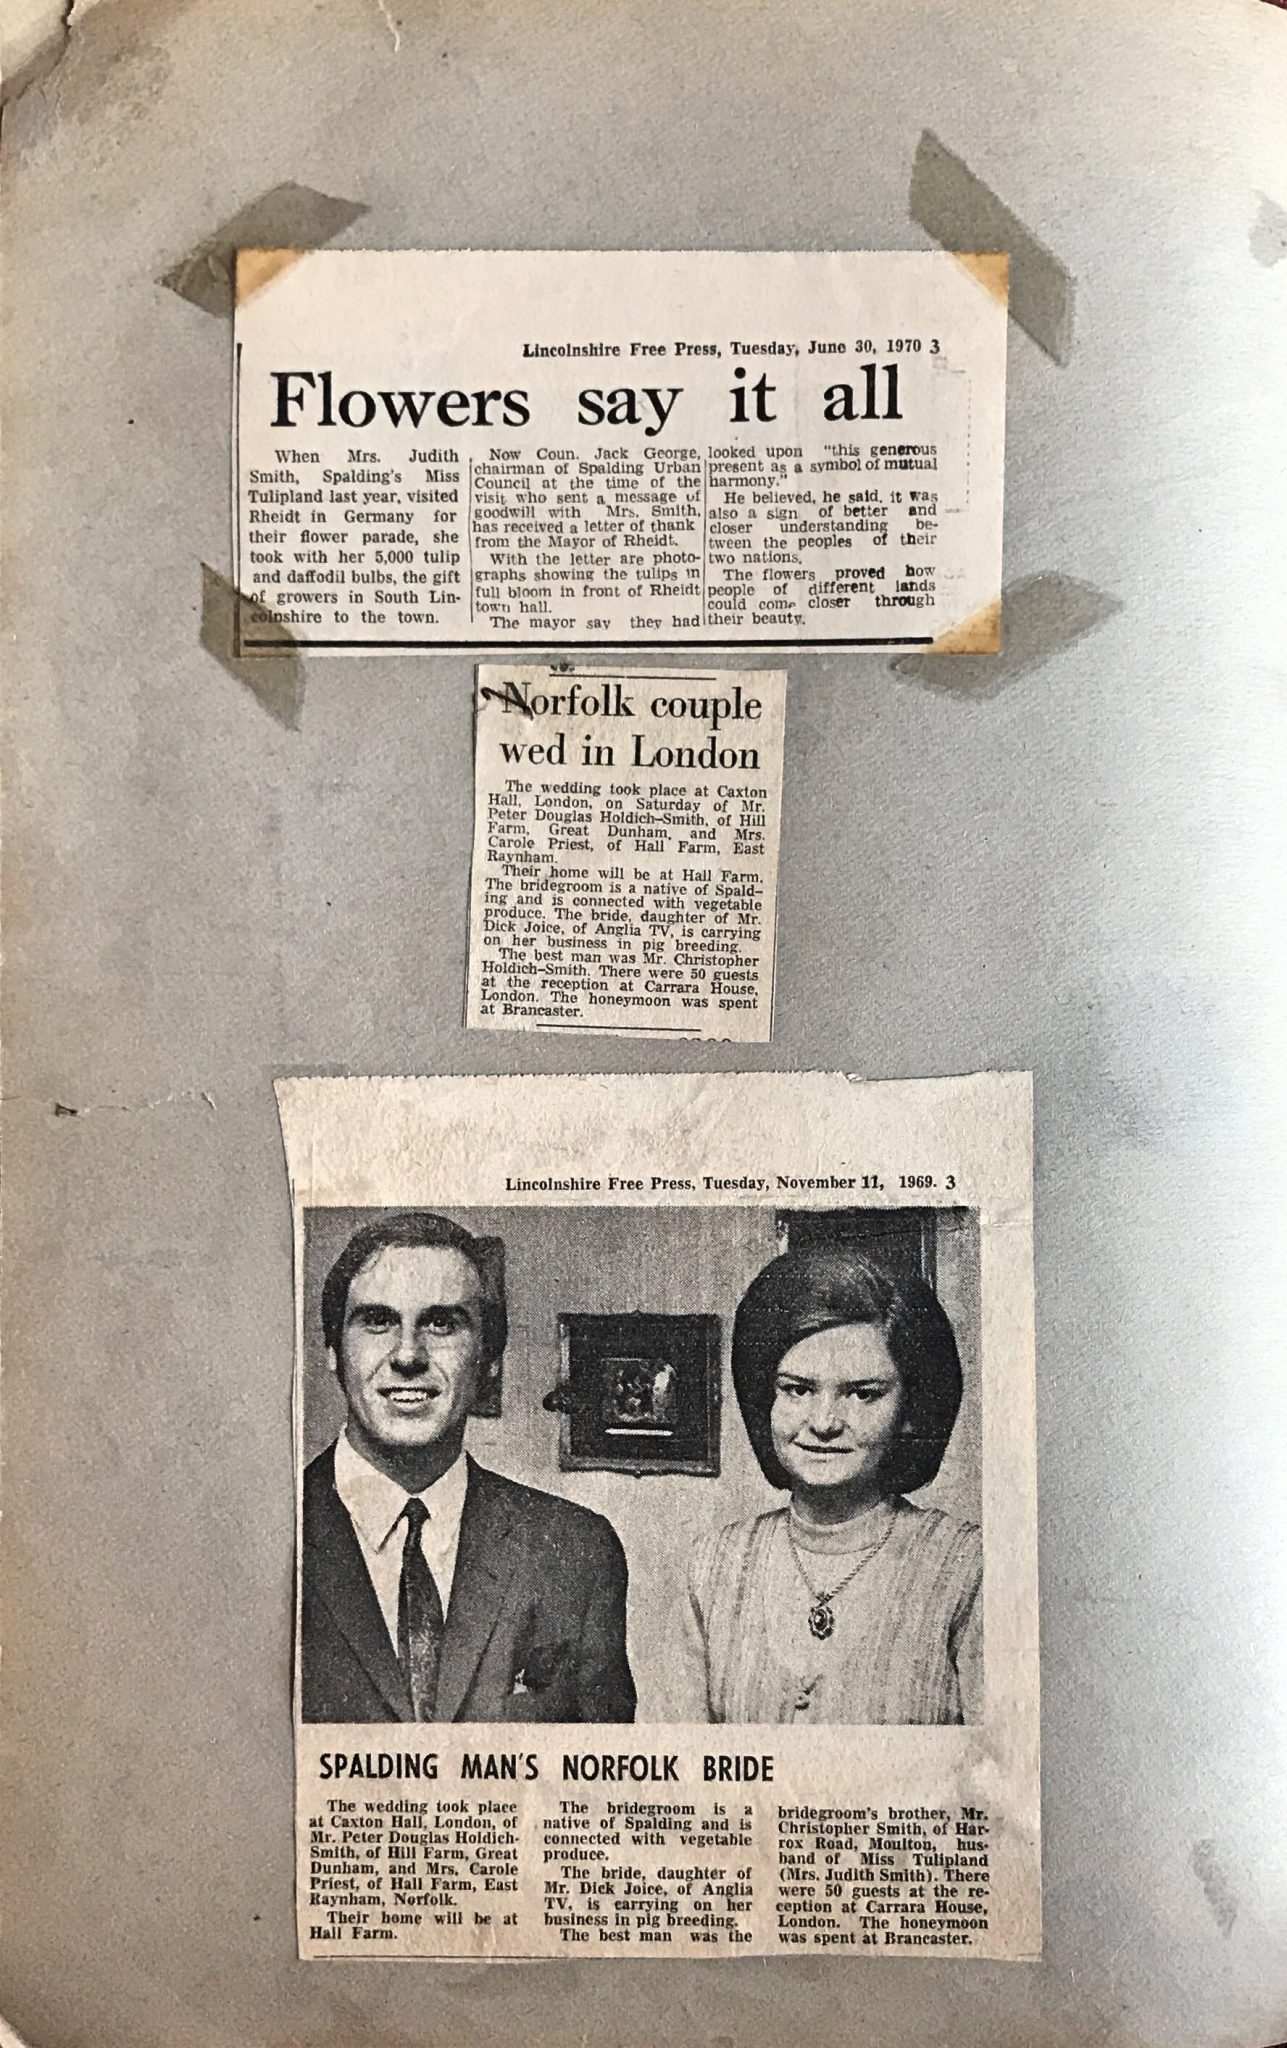 Lincolnshire Free Press, Tuesday, June 30, 1970 3
Flowers say it all
When Mrs. Judith
Smith, Spalding's Miss
Tulipland last year, visited
Rheidt in Germany for
their flower parade, she
took with her 5,000 tulip
and daffodil bulbs, the gift
of growers in South Lin-
colnshire to the town.
Now Coun. Jack George,
chairman of Spalding Urban
Council at the time of the
visit who sent a message of
goodwill with Mrs. Smith,
has received a letter of thank
from the Mayor of Rheidt.
With the letter are photo-
graphs showing the tulips in
full bloom in front of Rheidt
town hall.
The mayor say they had
looked upon "this generous
present as a symbol of mutual
harmony."
He believed, he said, it was
also a sign of better and
closer understanding be-
tween the peoples of their
two nations.
The flowers proved how
people of different lands
could come closer through
their beauty.
Norfolk couple
wed in London
The wedding took place at Caxton
Hall, London, on Saturday of Mr.
Peter Douglas Holdich-Smith, of Hill
Farm, Great Dunham, and Mrs.
Carole Priest, of Hall Farm, East
Raynham.
Their home will be at Hall Farm.
The bridegroom is a native of Spald-
ing and is connected with vegetable
produce. The bride, daughter of Mr.
Dick Joice, of Anglia TV, is carrying
on her business in pig breeding.
The best man was Mr. Christopher
Holdich-Smith. There were 50 guests
at the reception at Carrara House,
London. The honeymoon was spent
at Brancaster.
Lincolnshire Free Press, Tuesday, November 11, 1969. 3
SPALDING MAN'S NORFOLK BRIDE
The wedding took place
at Caxton Hall, London, of
Mr. Peter Douglas Holdich-
Smith, of Hill Farm, Great
Dunham, and Mrs. Carole
Priest, of Hall Farm, East
Raynham, Norfolk.
Their home will be at
Hall Farm.
The bridegroom is a
native of Spalding and is
connected with vegetable
produce.
The bride, daughter of
Mr. Dick Joice, of Anglia
TV, is carrying on her
business in pig breeding.
The best man was the
bridegroom's brother, Mr.
Christopher Smith, of Har-
rox Road, Moulton, hus-
band of Miss Tulipland
(Mrs. Judith Smith). There
were 50 guests at the re-
ception at Carrara House,
London. The honeymoon
was spent at Brancaster.